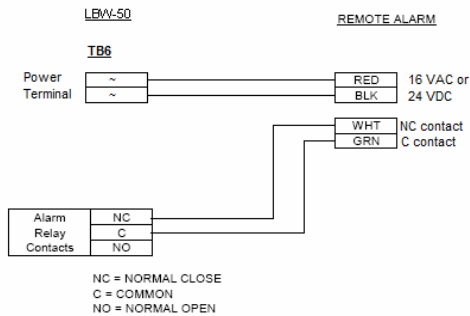 LBW-50
REMOTE ALARM
TB6
Power
Terminal
~
~
RED
BLK
16 VAC or
24 VDC
WHT
GRN
NC contact
C contact
Alarm
Relay
Contacts
NC
C
NO
NC = NORMAL CLOSE
C = COMMON
NO = NORMAL OPEN